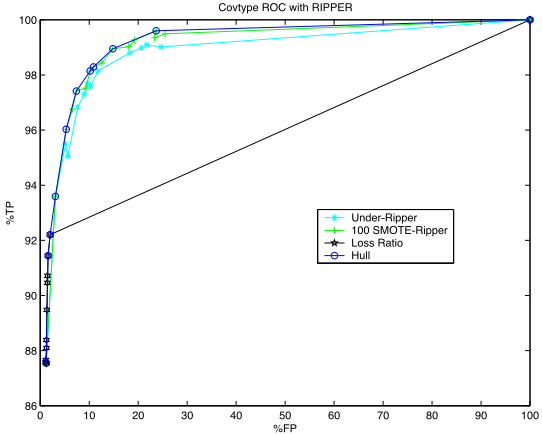 Covtype ROC with RIPPER
100
98
96
94
92
90
88
86
%TP
Under-Ripper
100 SMOTE-Ripper
Loss Ratio
Hull
0 10 20 30 40 50 60 70 80 90 100
%FP